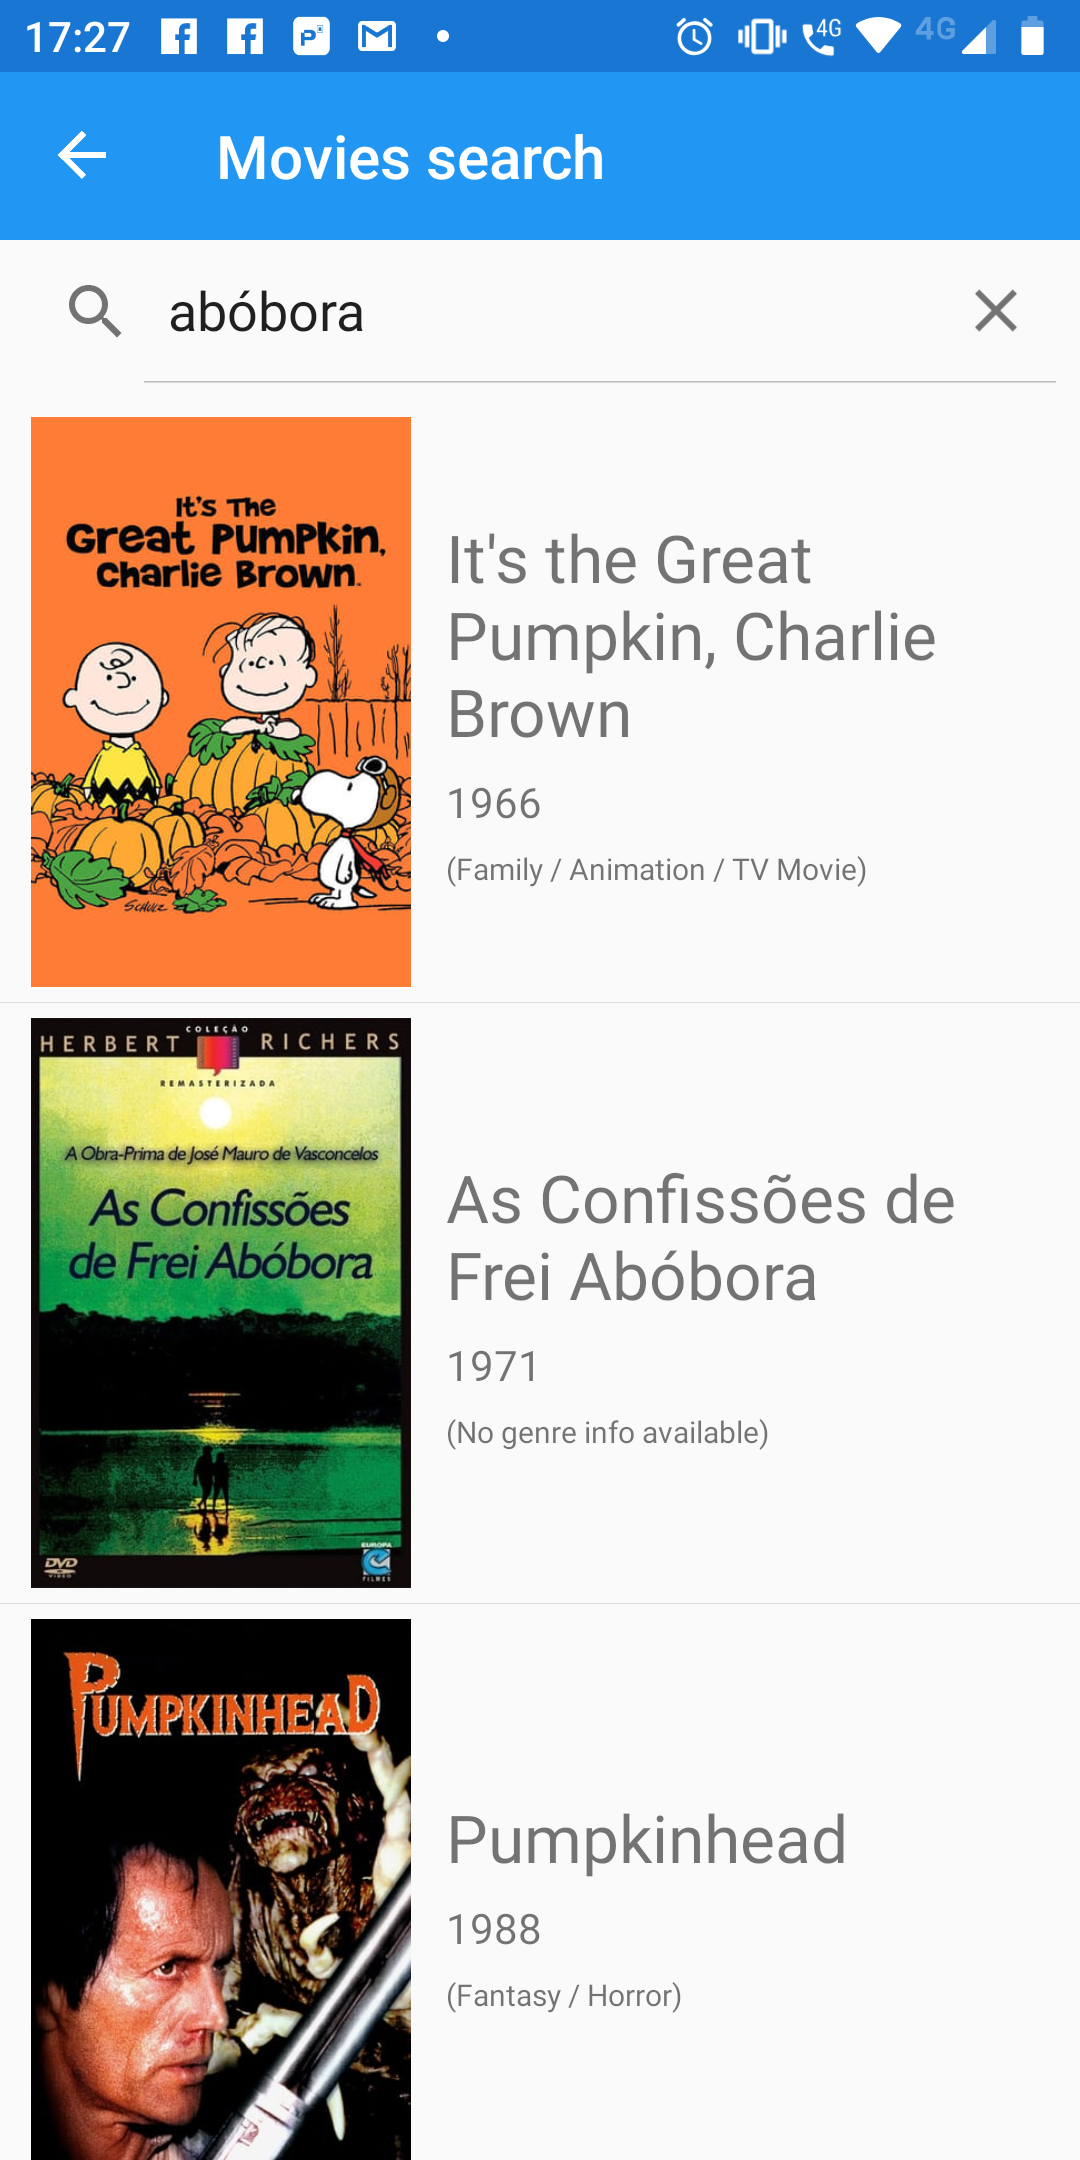 17:27
4G
4G
Movies search
abóbora
It's The
Great Pumpkin,
Charlie Brown.
SCHULZ
It's the Great
Pumpkin, Charlie
Brown
1966
(Family / Animation / TV Movie)
COLEÇÃO
HERBERT RICHERS
REMASTERIZADA
A Obra-Prima de José Mauro de Vasconcelos
As Confissões
de Frei Abóbora
DVD
VIDEO
EUROPA
FILMES
As Confissões de
Frei Abóbora
1971
(No genre info available)
PUMPKINHEAD
Pumpkinhead
1988
(Fantasy / Horror)